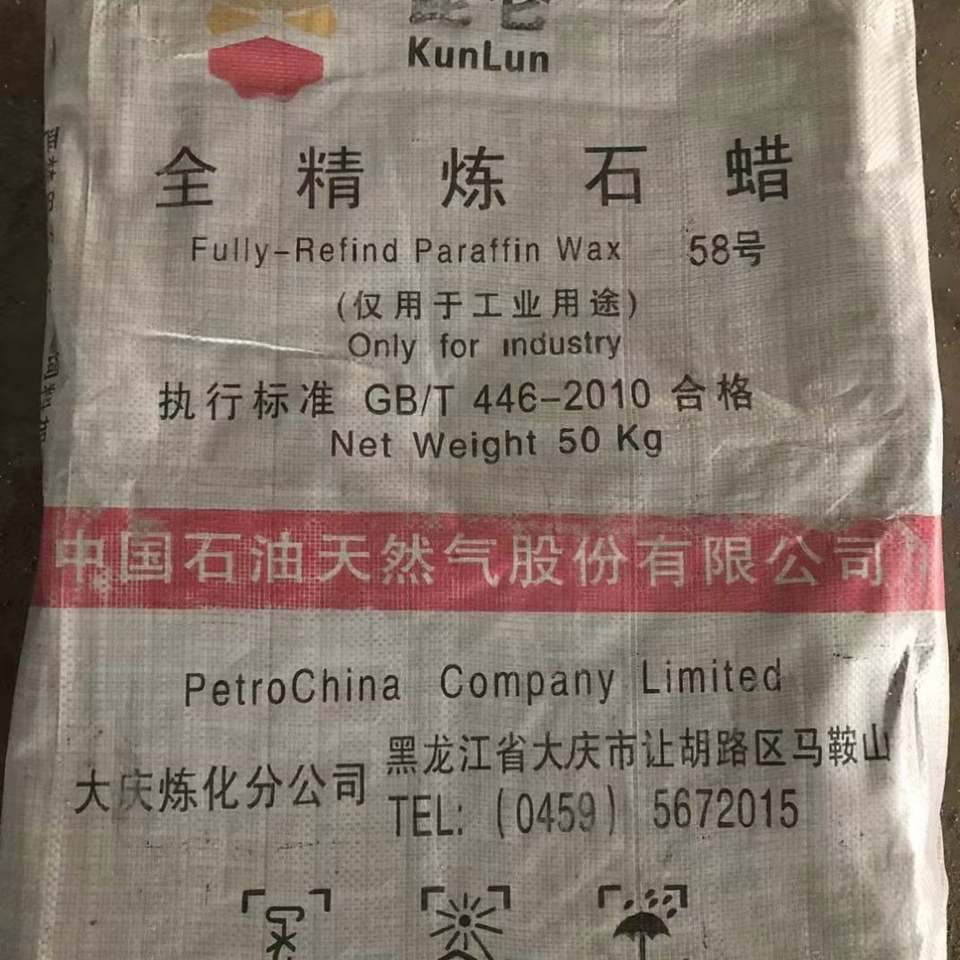 昆仑
KunLun
全精炼石蜡
Fully-Refind Paraffin Wax 58号
(仅用于工业用途)
Only for industry
执行标准 GB/T 446-2010 合格
Net Weight 50 Kg
中国石油天然气股份有限公司
PetroChina Company Limited
大庆炼化分公司
黑龙江省大庆市让胡路区马鞍山
TEL: (0459) 5672015